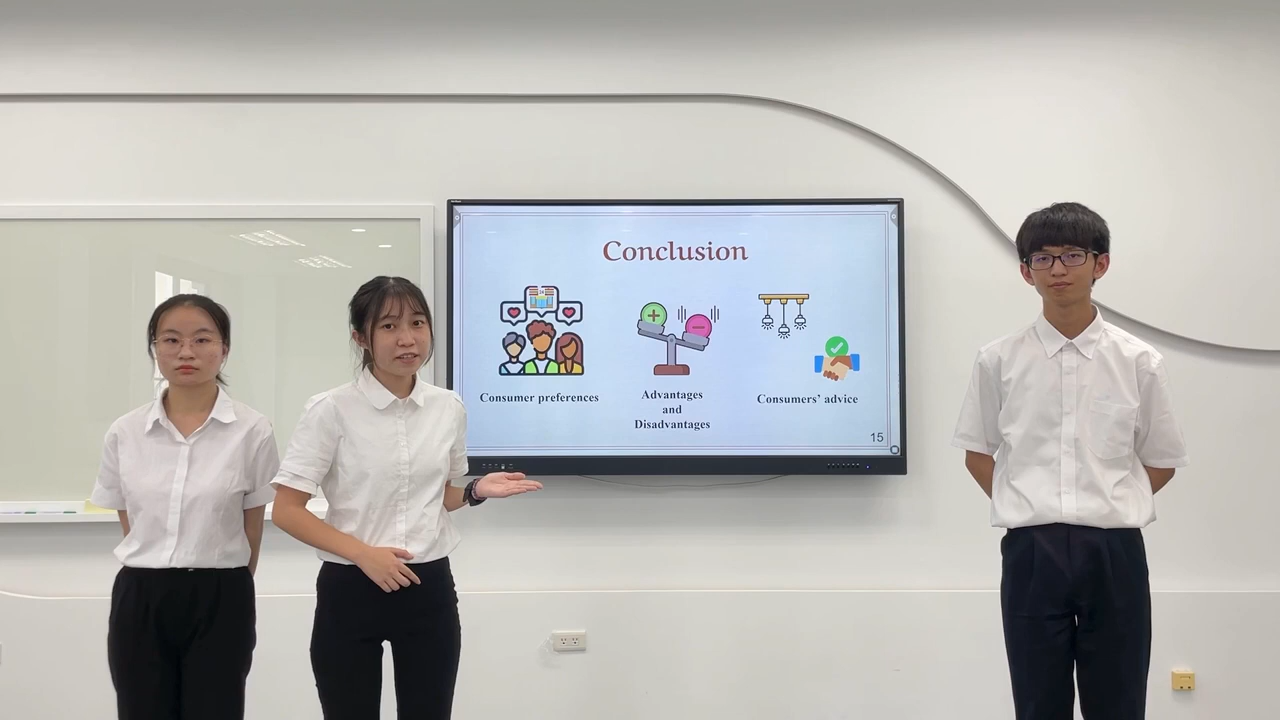 Conclusion
Consumer preferences
Advantages
and
Disadvantages
Consumers' advice
15